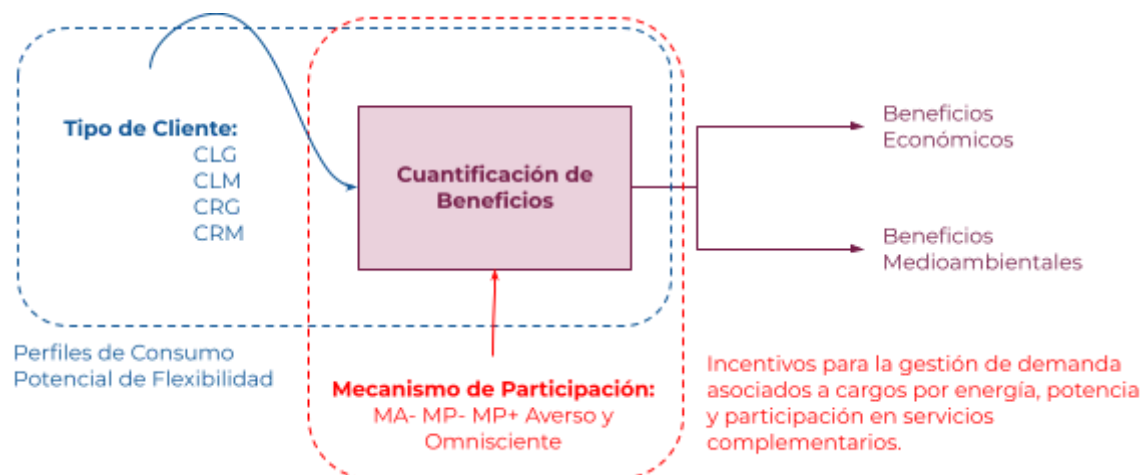 Tipo de Cliente:
CLG
CLM
CRG
CRM
Cuantificación de
Beneficios
Beneficios
Económicos
Beneficios
Medioambientales
Perfiles de Consumo
Potencial de Flexibilidad
Mecanismo de Participación:
MA- MP- MP+ Averso y
Omnisciente
Incentivos para la gestión de demanda
asociados a cargos por energía, potencia
y participación en servicios
complementarios.